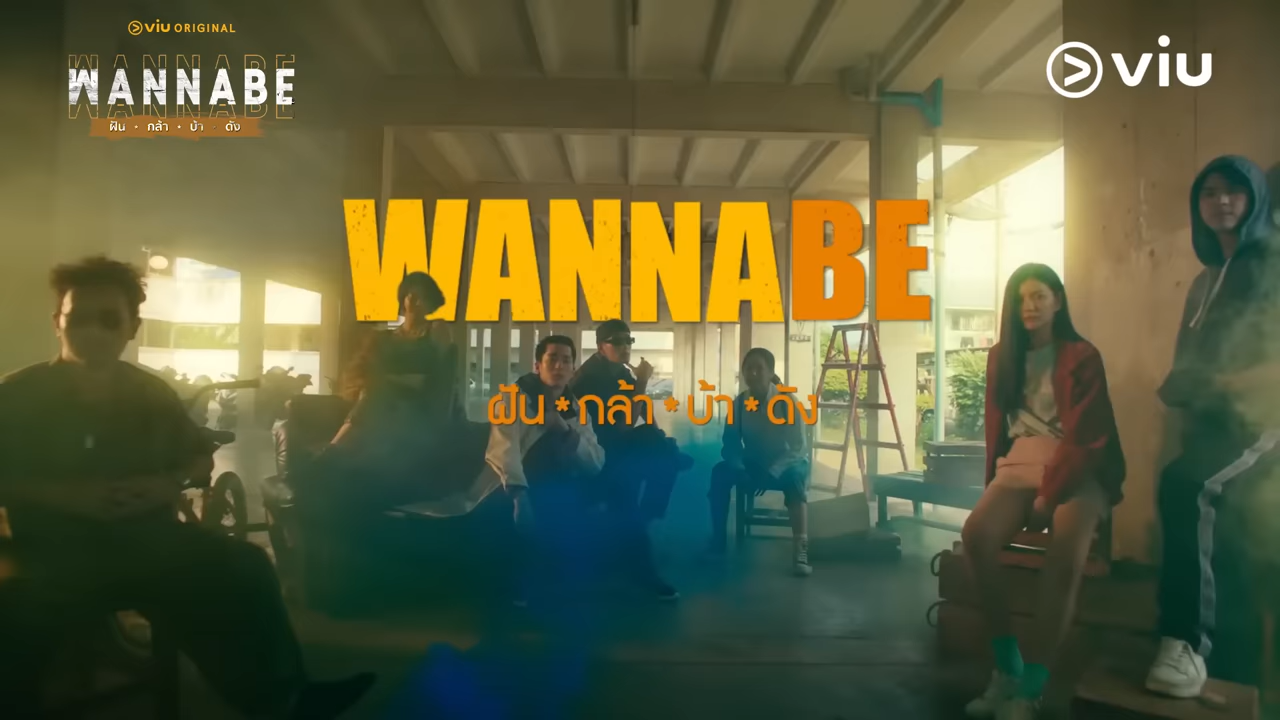 viu ORIGINAL
WANNABE
ฝัน • กล้า • บ้า • ดัง
viu
WANNABE
ฝัน * กล้า * บ้า * ดัง